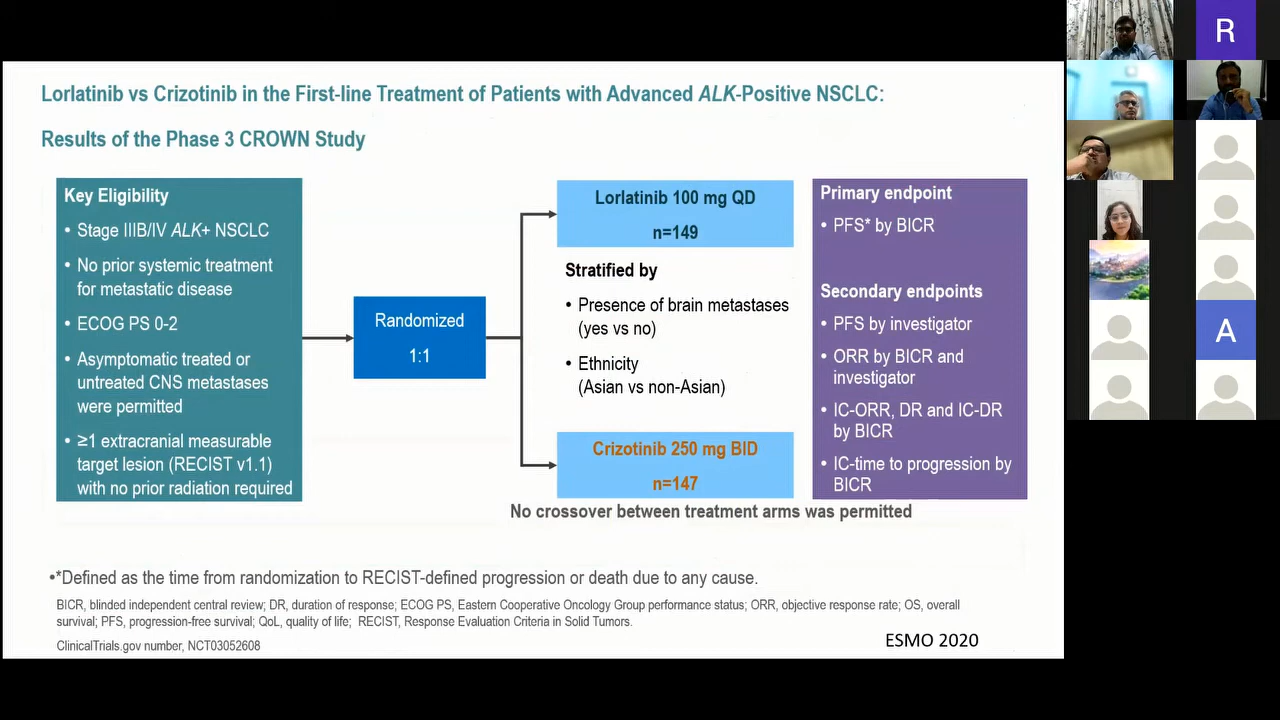 Lorlatinib vs Crizotinib in the First-line Treatment of Patients with Advanced ALK-Positive NSCLC:
Results of the Phase 3 CROWN Study
Key Eligibility
• Stage IIIB/IV ALK+ NSCLC
• No prior systemic treatment
for metastatic disease
• ECOG PS 0-2
• Asymptomatic treated or
untreated CNS metastases
were permitted
• ≥1 extracranial measurable
target lesion (RECIST v1.1)
with no prior radiation required
Randomized
1:1
Lorlatinib 100 mg QD
n=149
Stratified by
• Presence of brain metastases
(yes vs no)
• Ethnicity
(Asian vs non-Asian)
Crizotinib 250 mg BID
n=147
No crossover between treatment arms was permitted
Primary endpoint
• PFS* by BICR
Secondary endpoints
• PFS by investigator
• ORR by BICR and
investigator
• IC-ORR, DR and IC-DR
by BICR
• IC-time to progression by
BICR
•*Defined as the time from randomization to RECIST-defined progression or death due to any cause.
BICR, blinded independent central review; DR, duration of response; ECOG PS, Eastern Cooperative Oncology Group performance status; ORR, objective response rate; OS, overall
survival; PFS, progression-free survival; QoL, quality of life; RECIST, Response Evaluation Criteria in Solid Tumors.
ClinicalTrials.gov number, NCT03052608
ESMO 2020
R
A